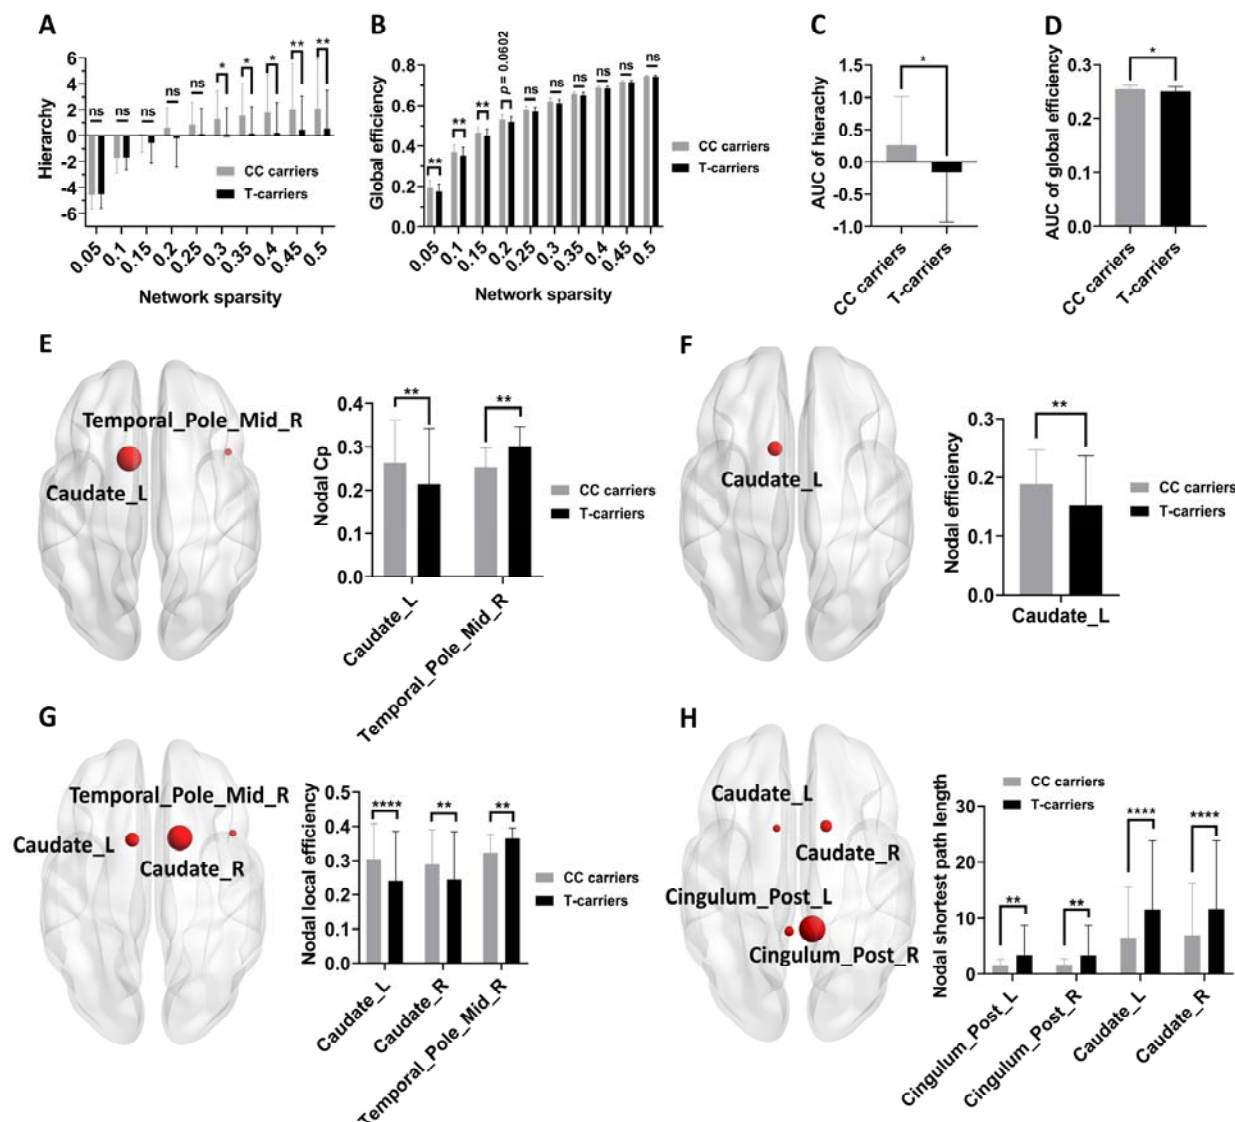 A
Hierarchy
6
4
2
0
-2
-4
-6
ns
ns
ns
ns
ns
*
*
*
**
**
CC carriers
T-carriers
0.05
0.1
0.15
0.2
0.25
0.3
0.35
0.4
0.45
0.5
Network sparsity
B
Global efficiency
0.8
0.6
0.4
0.2
0.0
**
**
**
p = 0.0602
ns
ns
ns
ns
ns
ns
CC carriers
T-carriers
0.05
0.1
0.15
0.2
0.25
0.3
0.35
0.4
0.45
0.5
Network sparsity
C
AUC of hierachy
1.5
1.0
0.5
0.0
-0.5
-1.0
*
CC carriers
T-carriers
D
AUC of global efficiency
0.3
0.2
0.1
0.0
*
CC carriers
T-carriers
E
Temporal_Pole_Mid_R
Caudate_L
Nodal Cp
0.4
0.3
0.2
0.1
0.0
**
**
CC carriers
T-carriers
Caudate_L
Temporal_Pole_Mid_R
F
Caudate_L
Nodal efficiency
0.3
0.2
0.1
0.0
**
CC carriers
T-carriers
Caudate_L
G
Temporal_Pole_Mid_R
Caudate_L
Caudate_R
Nodal local efficiency
0.5
0.4
0.3
0.2
0.1
0.0
****
**
**
CC carriers
T-carriers
Caudate_L
Caudate_R
Temporal_Pole_Mid_R
H
Caudate_L
Caudate_R
Cingulum_Post_L
Cingulum_Post_R
Nodal shortest path length
30
20
10
0
CC carriers
T-carriers
**
**
****
****
Cingulum_Post_L
Cingulum_Post_R
Caudate_L
Caudate_R